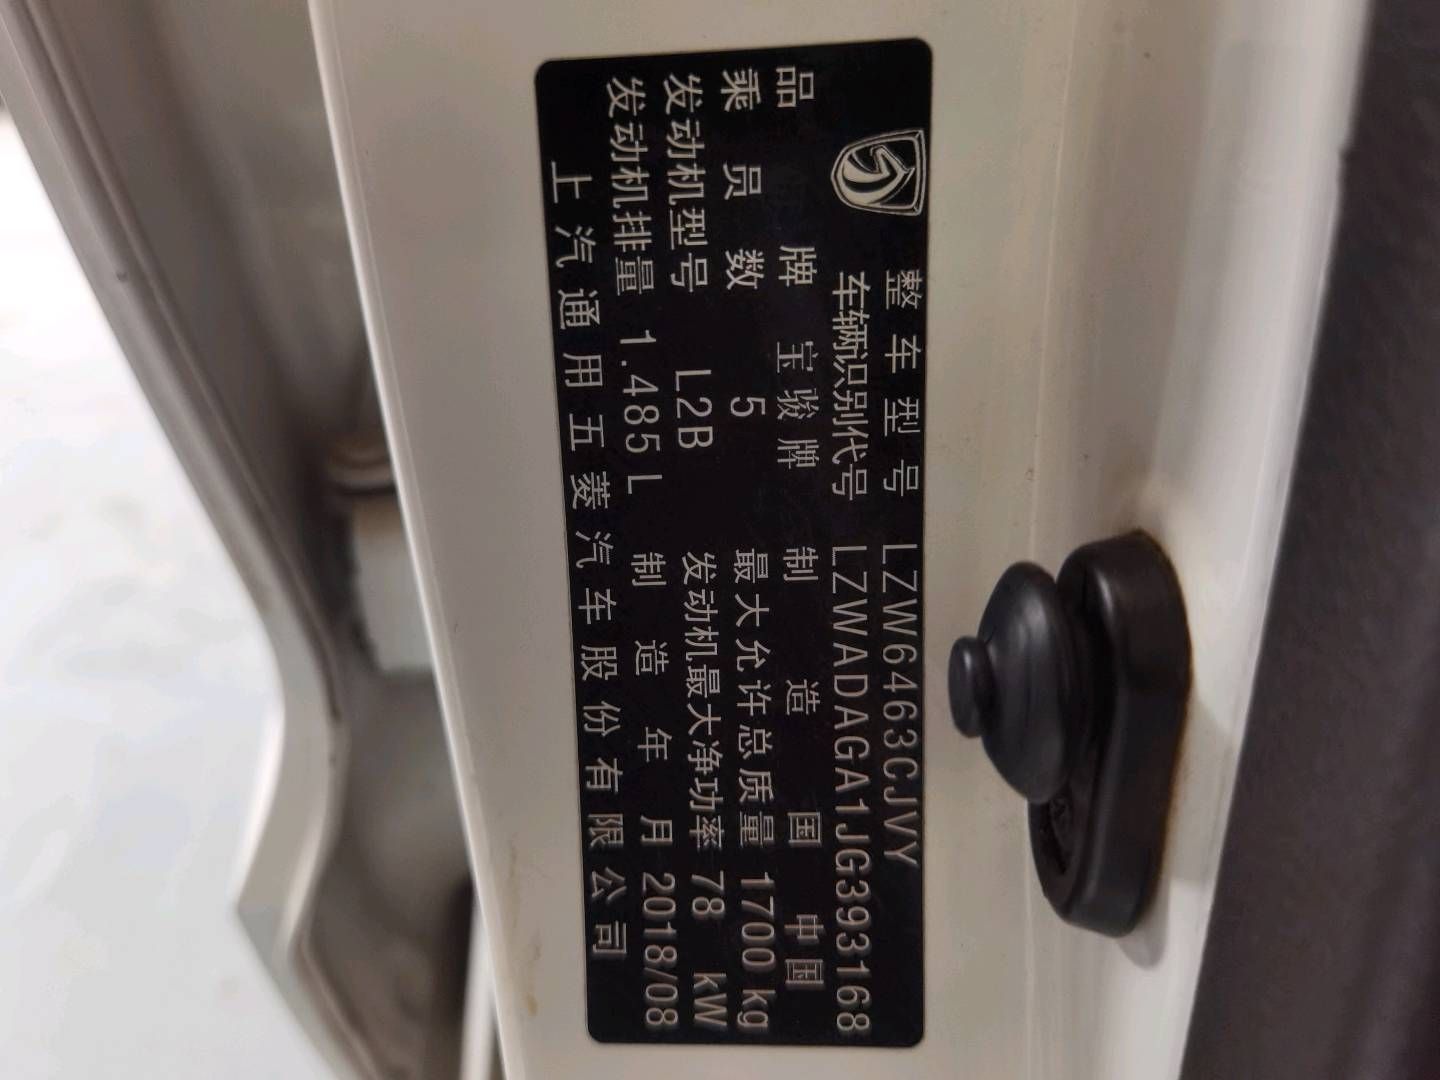 整车型号 LZW6463CJVY
车辆识别代号 LZWADAGA1JG393168
品牌 宝骏牌 制造国 中国
乘员数 5 最大允许总质量 1700 kg
发动机型号 L2B 发动机最大净功率 78 kW
发动机排量 1.485L 制造年月 2018/08
上汽通用五菱汽车股份有限公司